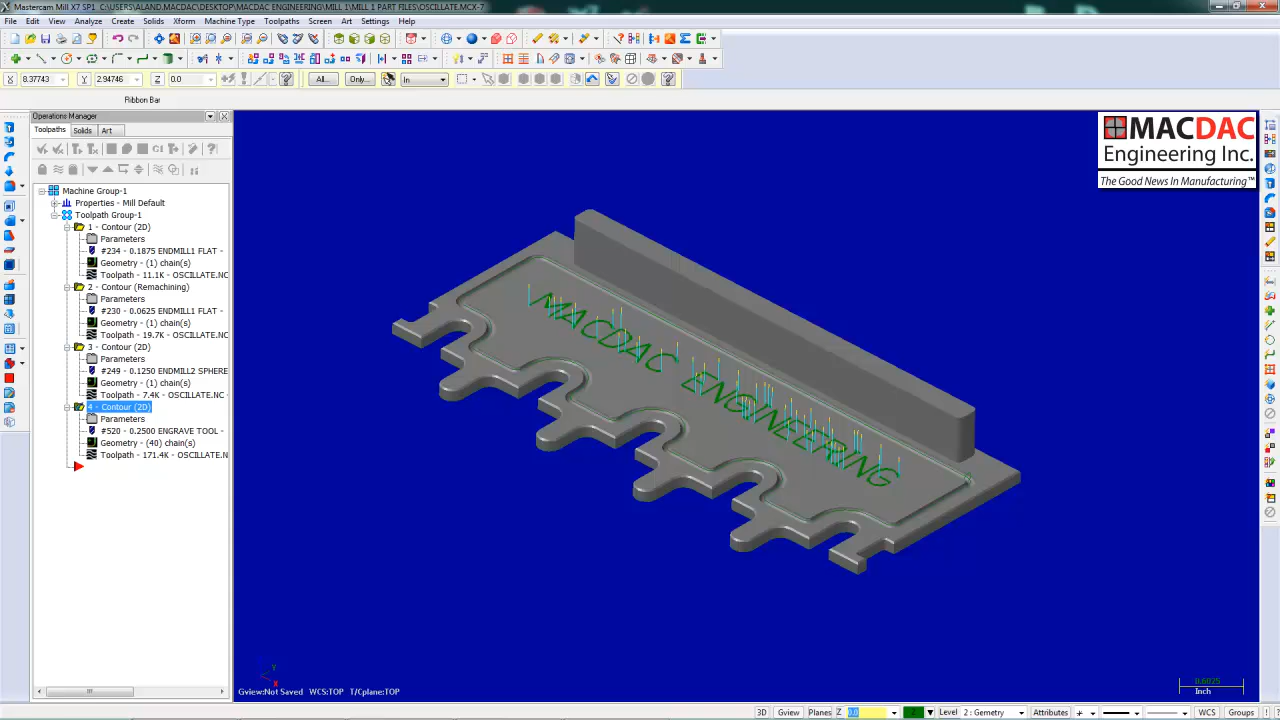 Mastercam Mill X7 SP1 C:\USERS\ALAND.MACDAC\DESKTOP\MACDAC ENGINEERING\MILL 1\MILL 1 PART FILES\OSCILLATE.MCX-7
File Edit View Analyze Create Solids Xform Machine Type Toolpaths Screen Art Settings Help
X 8.37743 Y 2.94746 Z 0.0 All... Only... In
Ribbon Bar
Operations Manager
Toolpaths Solids Art
G1
Machine Group-1
Properties - Mill Default
Toolpath Group-1
1 - Contour (2D)
Parameters
#234 - 0.1875 ENDMILL1 FLAT -
Geometry - (1) chain(s)
Toolpath - 11.1K - OSCILLATE.NC
2 - Contour (Remachining)
Parameters
#230 - 0.0625 ENDMILL1 FLAT -
Geometry - (1) chain(s)
Toolpath - 19.7K - OSCILLATE.NC
3 - Contour (2D)
Parameters
#249 - 0.1250 ENDMILL2 SPHERE
Geometry - (1) chain(s)
Toolpath - 7.4K - OSCILLATE.NC -
4 - Contour (2D)
Parameters
#520 - 0.2500 ENGRAVE TOOL -
Geometry - (40) chain(s)
Toolpath - 171.4K - OSCILLATE.N
MACDAC
Engineering Inc.
The Good News In Manufacturing™
MACDAC ENGINEERING
Y
X
Gview:Not Saved WCS:TOP T/Cplane:TOP
0.6025
Inch
3D Gview Planes Z 0.0 2 Level 2 : Gemetry Attributes WCS Groups